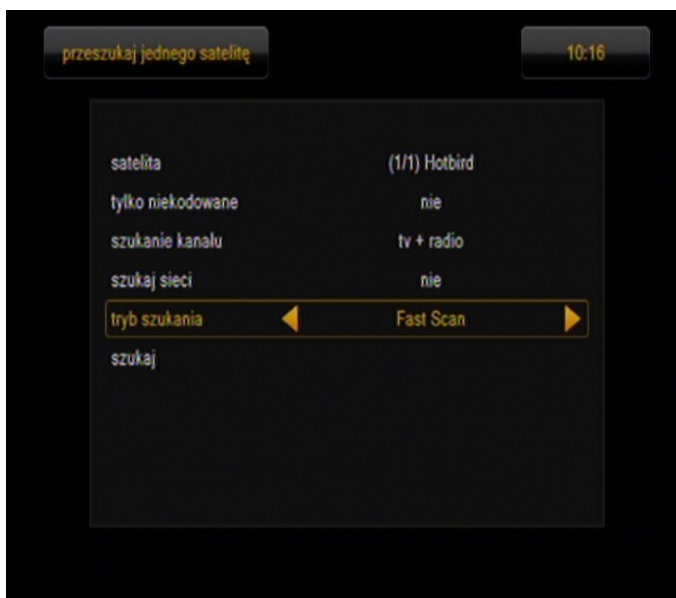 przeszukaj jednego satelitę 10:16
satelita (1/1) Hotbird
tylko niekodowane nie
szukanie kanału tv + radio
szukaj sieci nie
tryb szukania Fast Scan
szukaj